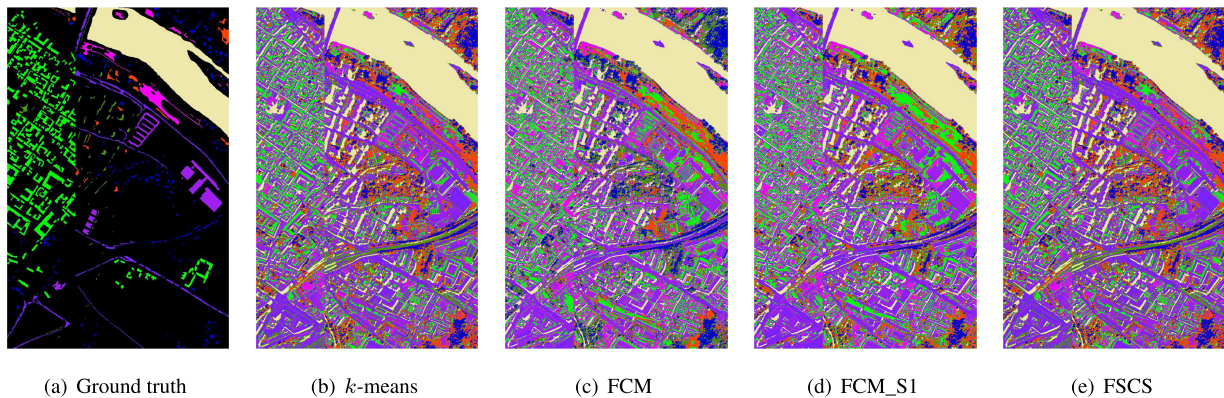 (a) Ground truth
(b) k-means
(c) FCM
(d) FCM_S1
(e) FSCS